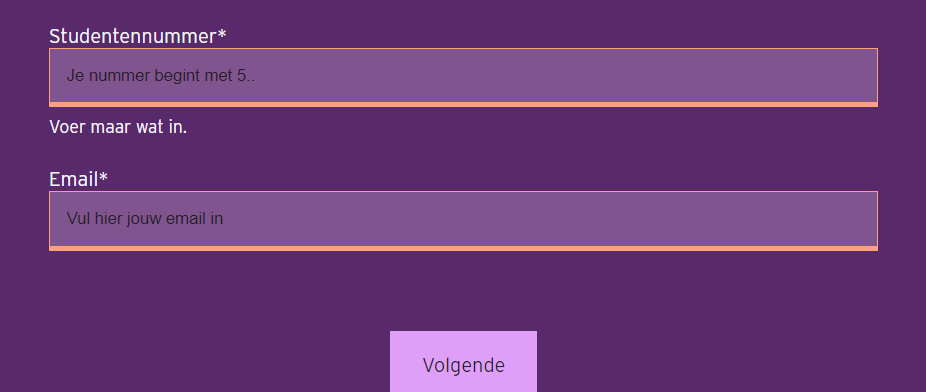 Studentennummer*
Je nummer begint met 5..
Voer maar wat in.
Email*
Vul hier jouw email in
Volgende